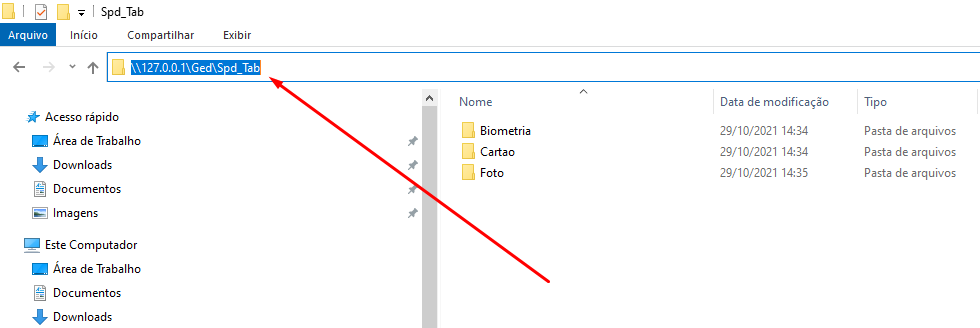 Spd_Tab
Arquivo Início Compartilhar Exibir
\\127.0.0.1\Ged\Spd_Tab
Acesso rápido
Área de Trabalho
Downloads
Documentos
Imagens
Este Computador
Área de Trabalho
Documentos
Downloads
Nome Data de modificação Tipo
Biometria 29/10/2021 14:34 Pasta de arquivos
Cartao 29/10/2021 14:34 Pasta de arquivos
Foto 29/10/2021 14:35 Pasta de arquivos